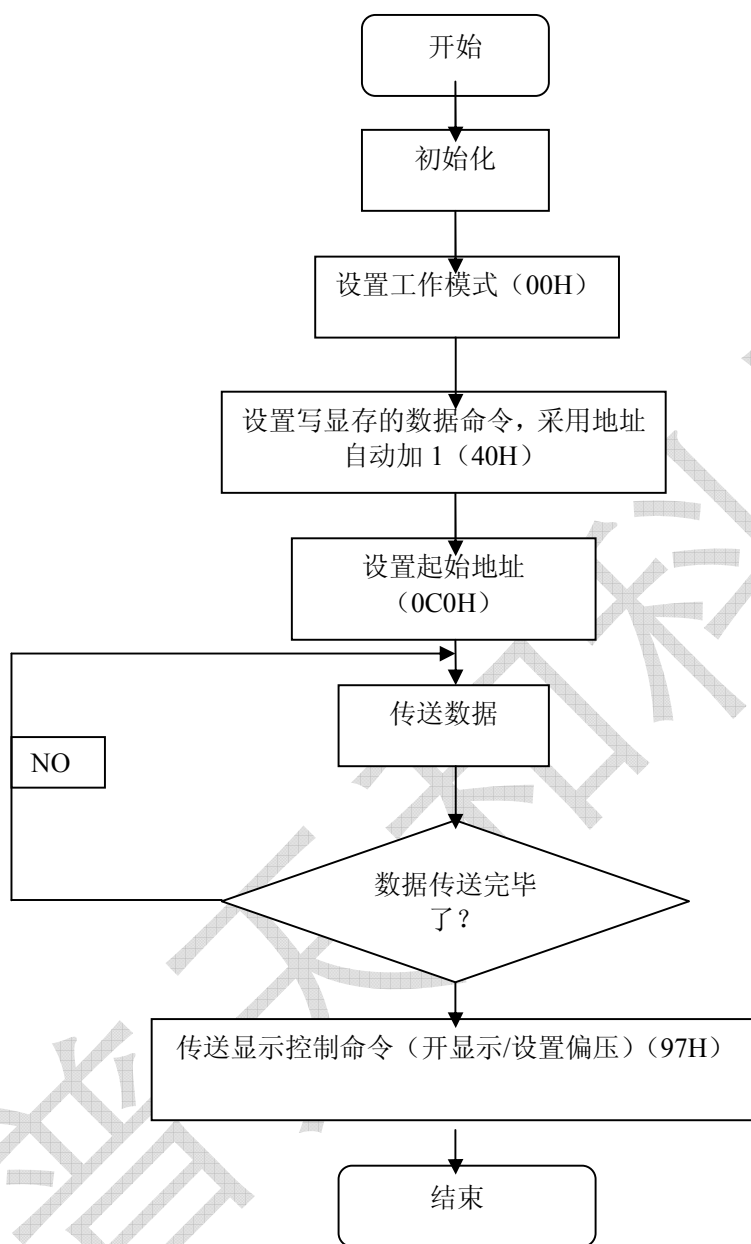 开始
初始化
设置工作模式（00H）
设置写显存的数据命令，采用地址
自动加 1（40H）
设置起始地址
（0C0H）
传送数据
NO
数据传送完毕
了？
传送显示控制命令（开显示/设置偏压）（97H）
结束